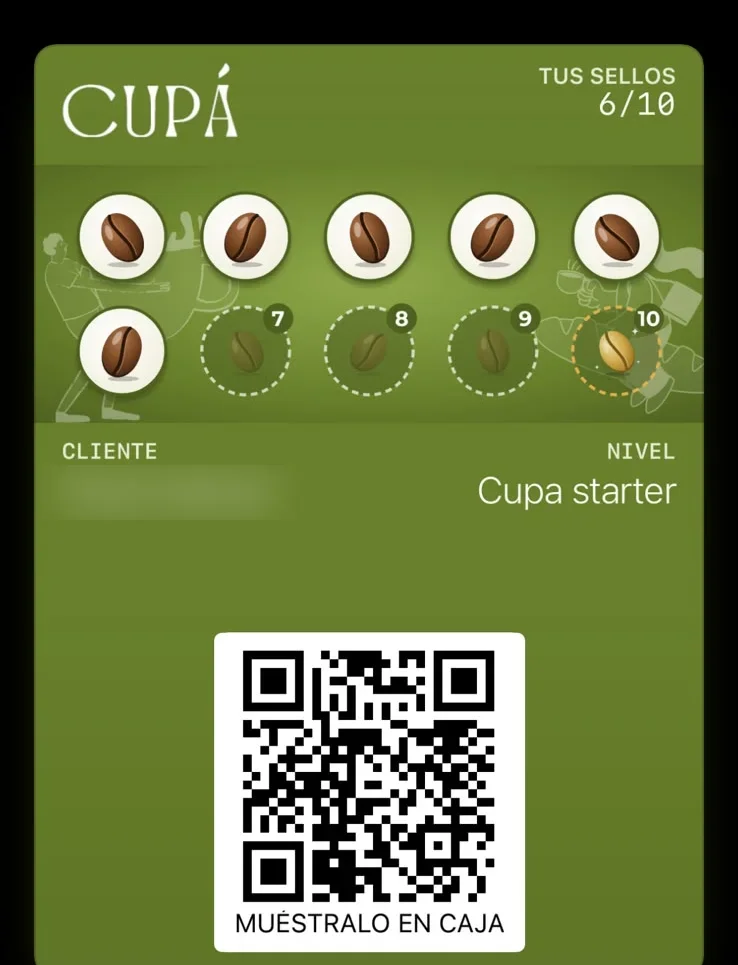 CUPÁ
TUS SELLOS
6/10
7
8
9
10
CLIENTE
NIVEL
Cupa starter
MUÉSTRALO EN CAJA